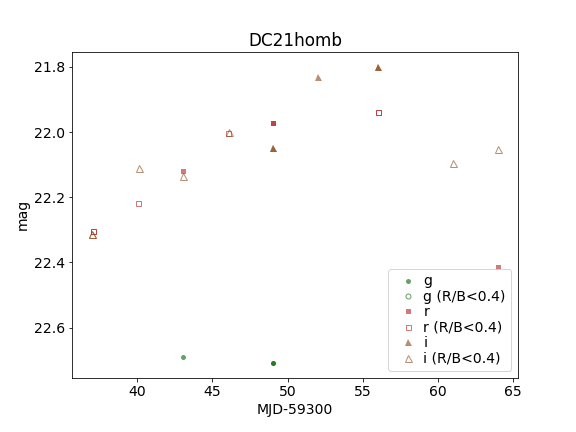 DC21homb
21.8
22.0
22.2
22.4
22.6
mag
40
45
50
55
60
65
MJD-59300
g
g (R/B<0.4)
r
r (R/B<0.4)
i
i (R/B<0.4)